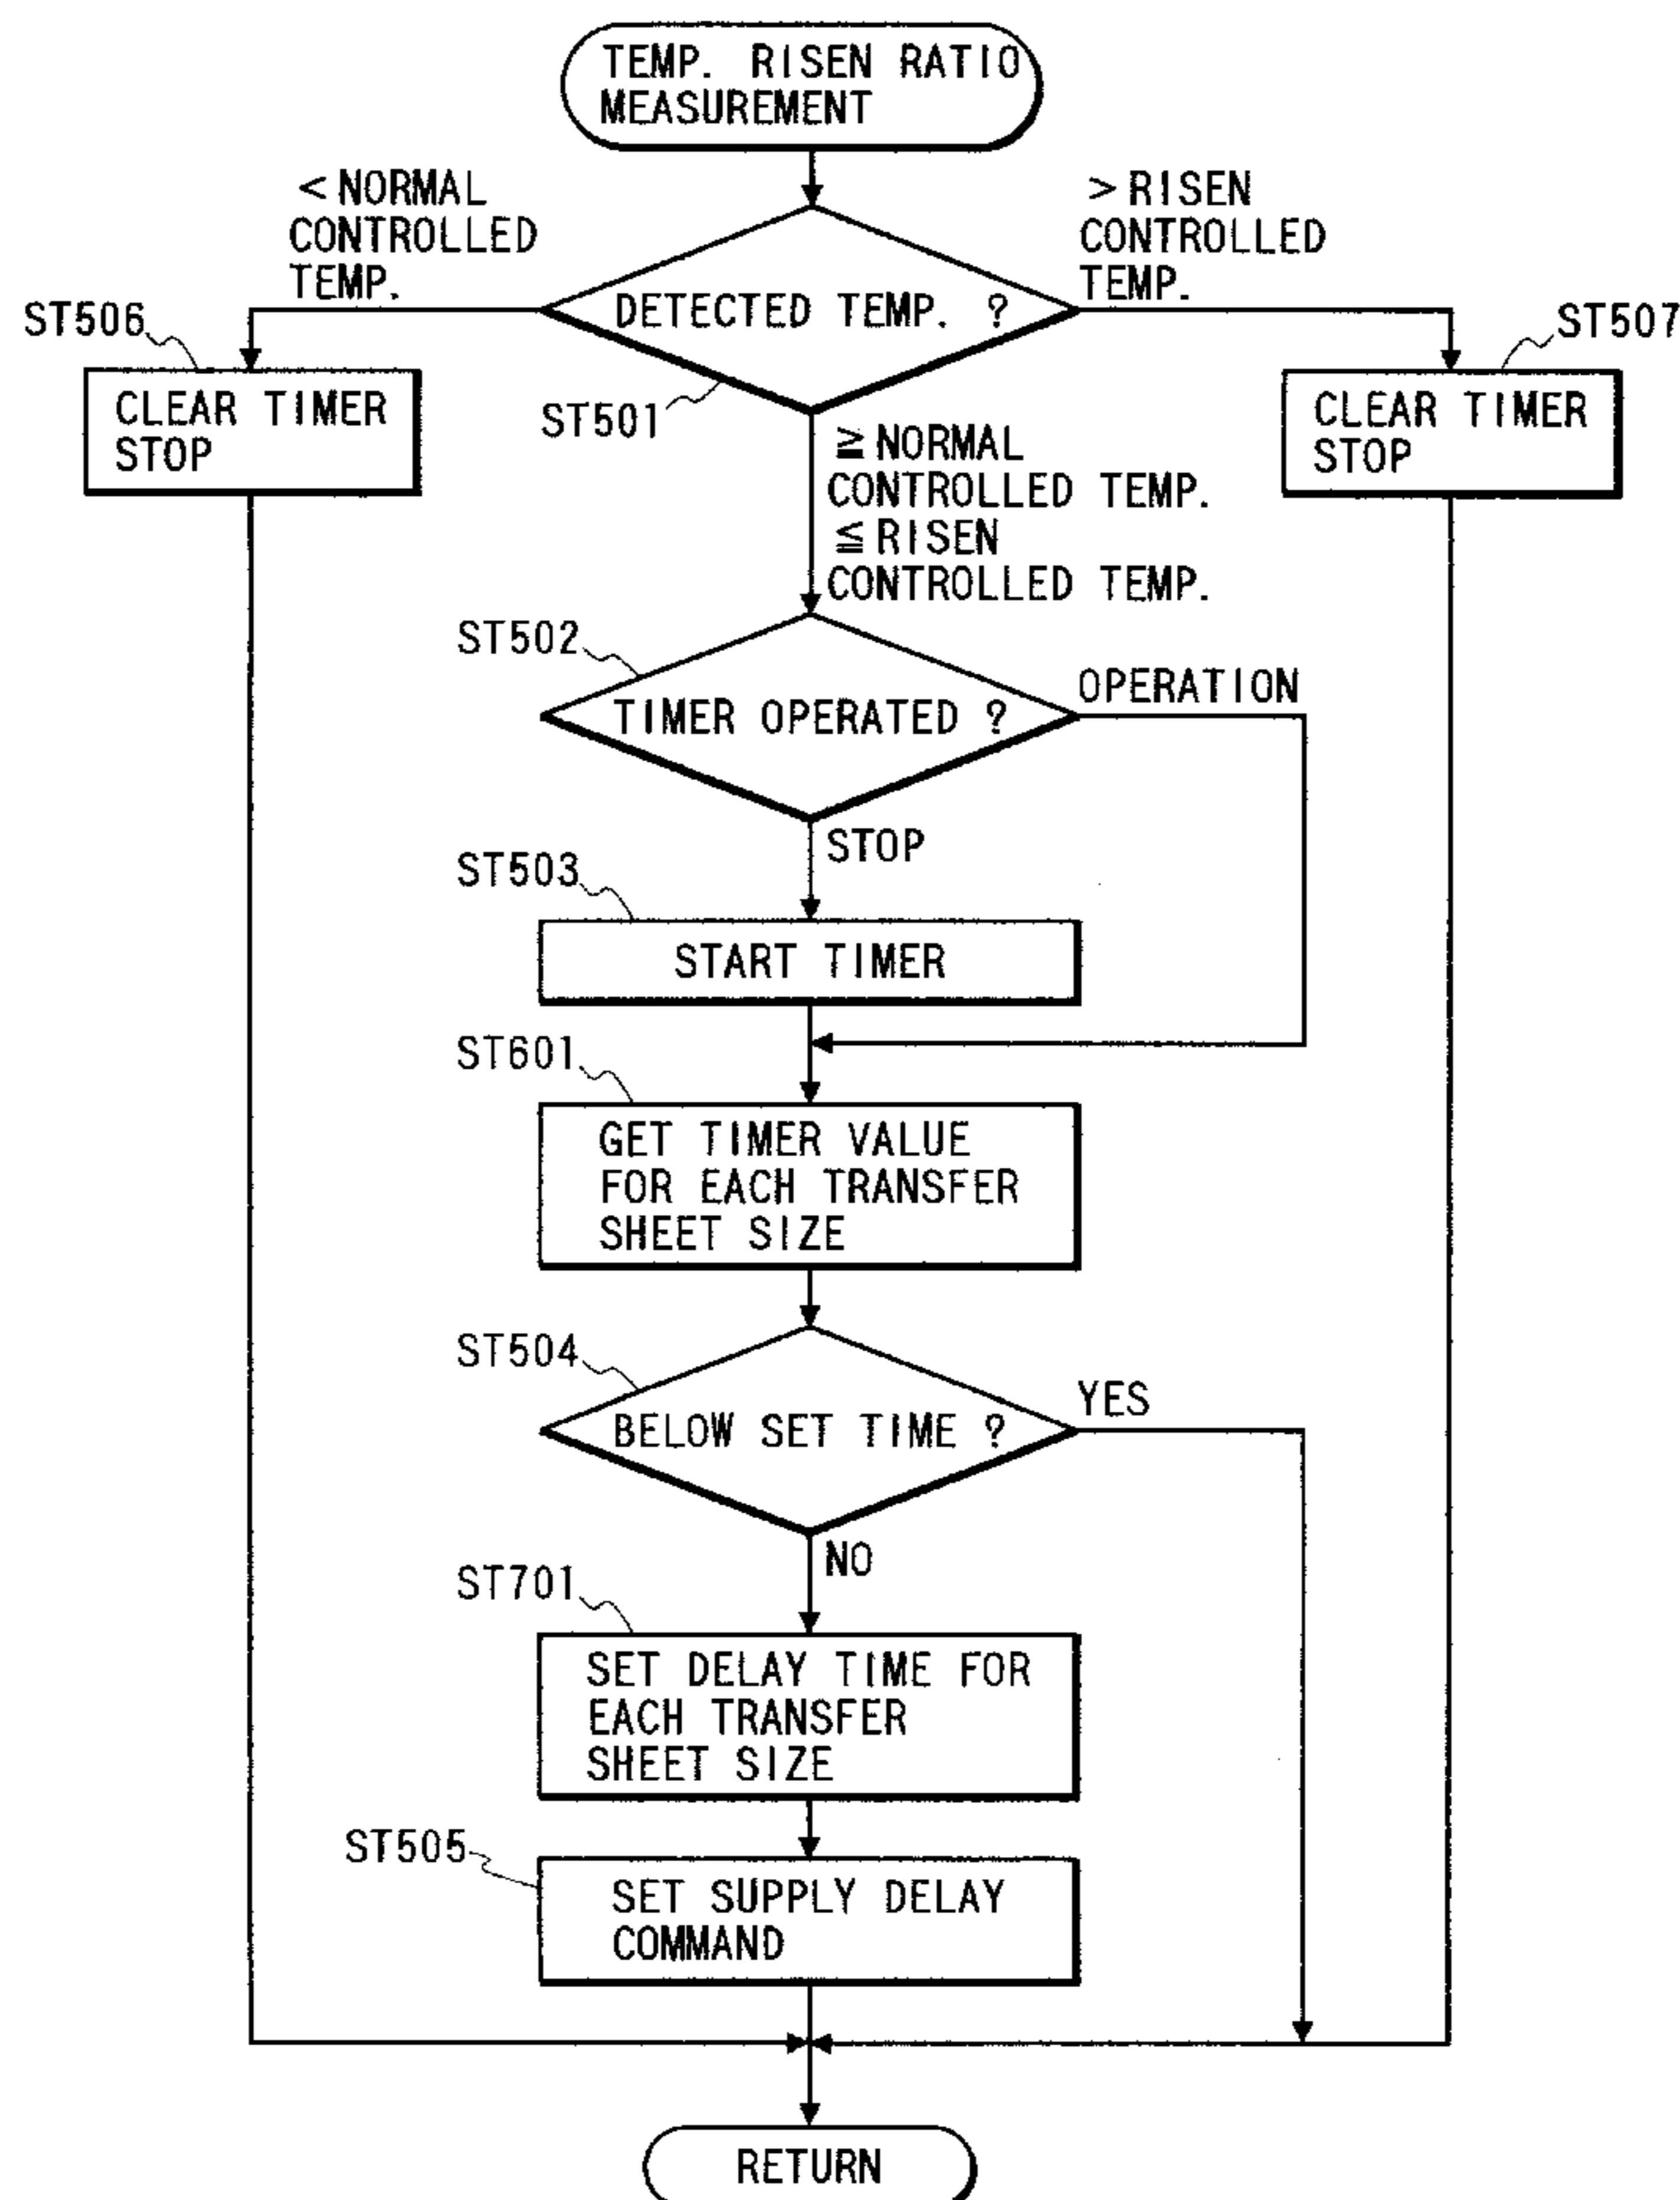 TEMP. RISEN RATIO
MEASUREMENT
< NORMAL
CONTROLLED
TEMP.
> RISEN
CONTROLLED
TEMP.
DETECTED TEMP. ?
ST506
ST507
ST501
CLEAR TIMER
STOP
CLEAR TIMER
STOP
≧ NORMAL
CONTROLLED TEMP.
≦ RISEN
CONTROLLED TEMP.
ST502
TIMER OPERATED ?
OPERATION
STOP
ST503
START TIMER
ST601
GET TIMER VALUE
FOR EACH TRANSFER
SHEET SIZE
ST504
BELOW SET TIME ?
YES
NO
ST701
SET DELAY TIME FOR
EACH TRANSFER
SHEET SIZE
ST505
SET SUPPLY DELAY
COMMAND
RETURN